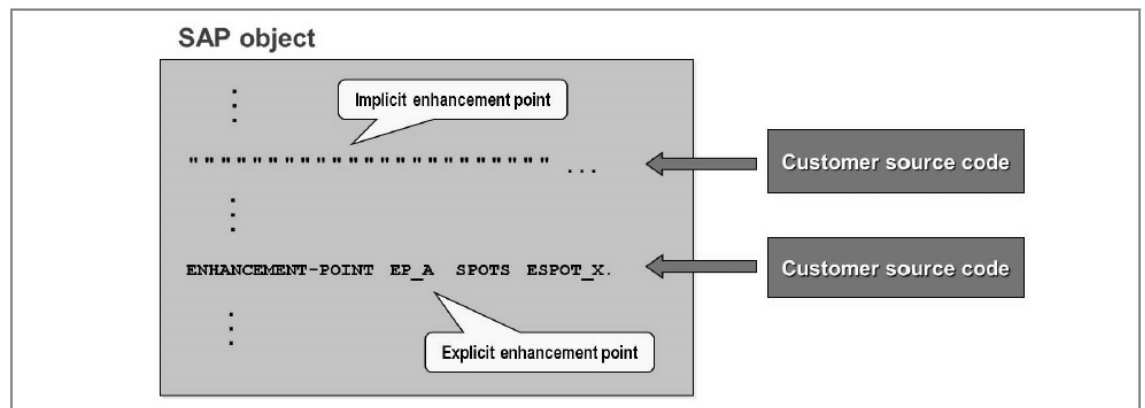 SAP object
Implicit enhancement point
" " " " " " " " " " " " " " " " " " " " " " " ...
Customer source code
ENHANCEMENT-POINT EP_A SPOTS ESPOT_X.
Customer source code
Explicit enhancement point